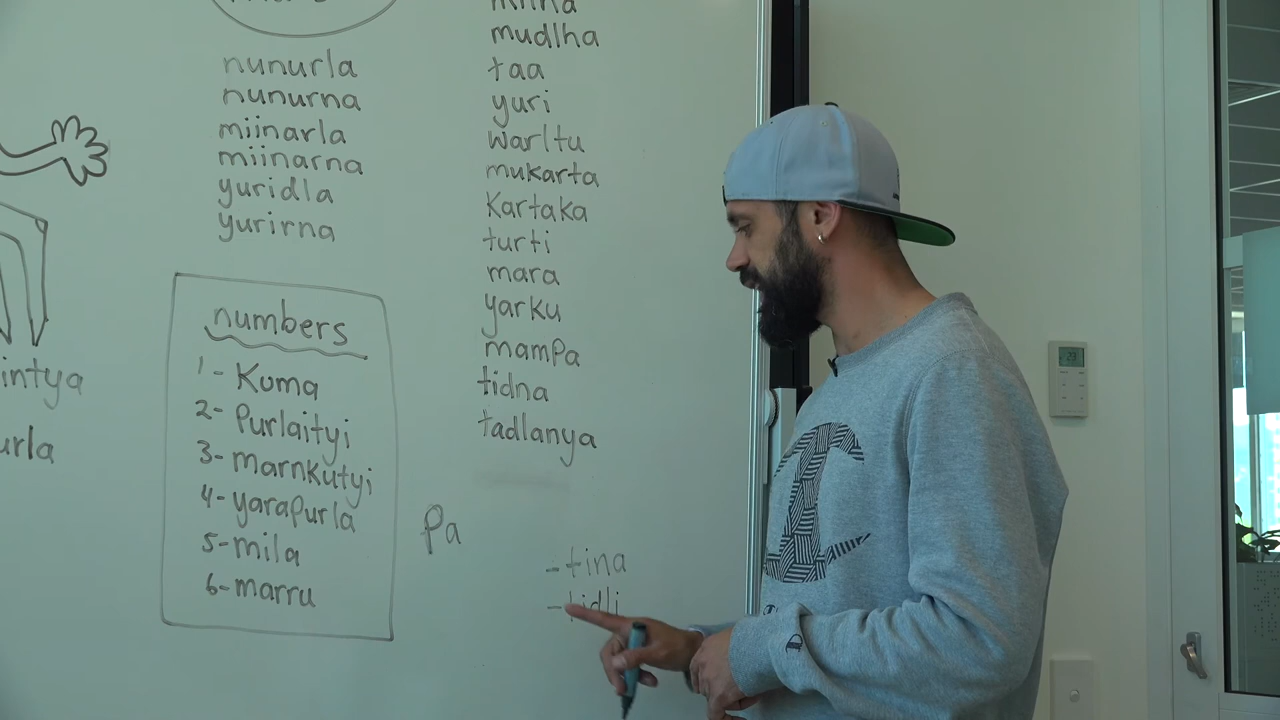 intya
urla
nunurla
nunurna
miinarla
miinarna
yuridla
yurirna
numbers
1- Kuma
2- Purlaityi
3- marnkutyi
4- yarapurla
5- mila
6- marru
Pa
mudlha
taa
yuri
warltu
mukarta
Kartaka
turti
mara
yarku
mampa
tidna
tadlanya
- tina
- tidli
23